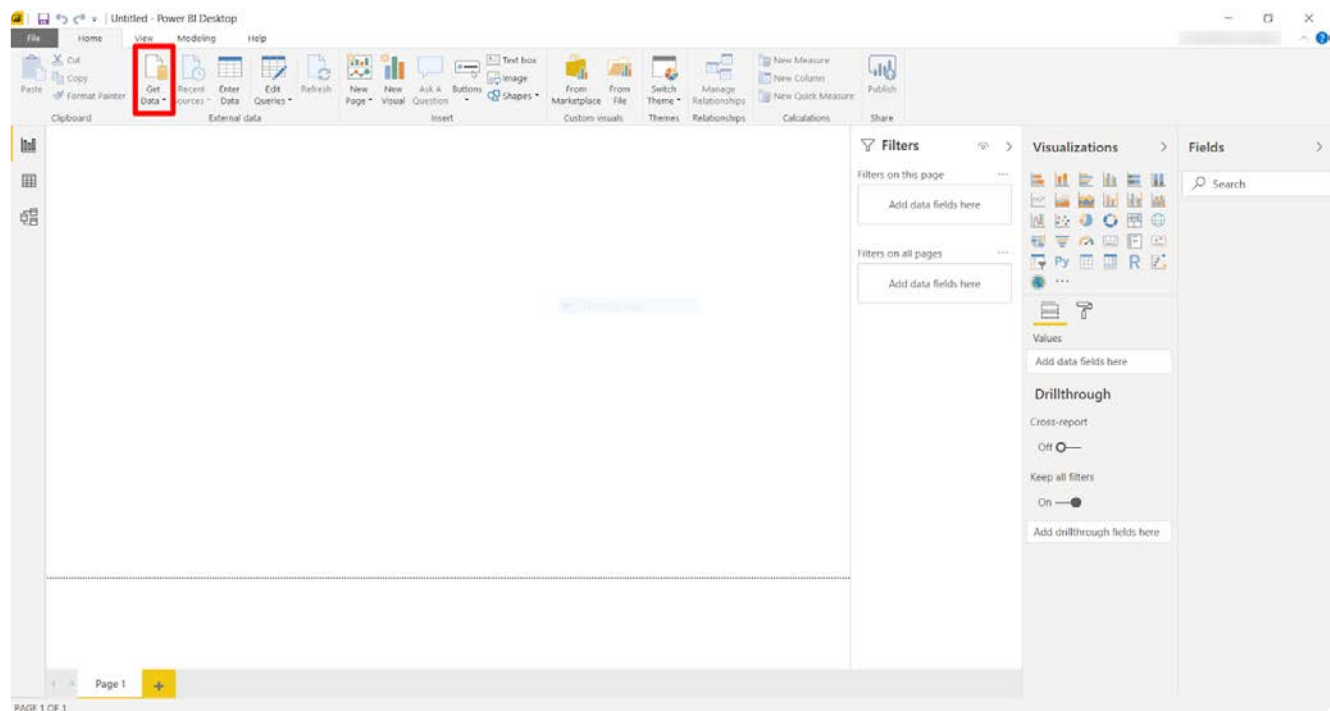 Untitled - Power BI Desktop
File Home View Modeling Help
Paste
Cut
Copy
Format Painter
Clipboard
Get Data
Recent ources
Enter Data
Edit Queries
Refresh
External data
New Page
New Visual
Ask A Question
Buttons
Text box
Image
Shapes
Insert
From Marketplace
From File
Custom visuals
Switch Theme
Themes
Manage Relationships
Relationships
New Measure
New Column
New Quick Measure
Calculations
Publish
Share
Filters
Filters on this page
Add data fields here
Filters on all pages
Add data fields here
Visualizations
Py
R
Values
Add data fields here
Drillthrough
Cross-report
Off
Keep all filters
On
Add drillthrough fields here
Fields
Search
Page 1
PAGE 1 OF 1